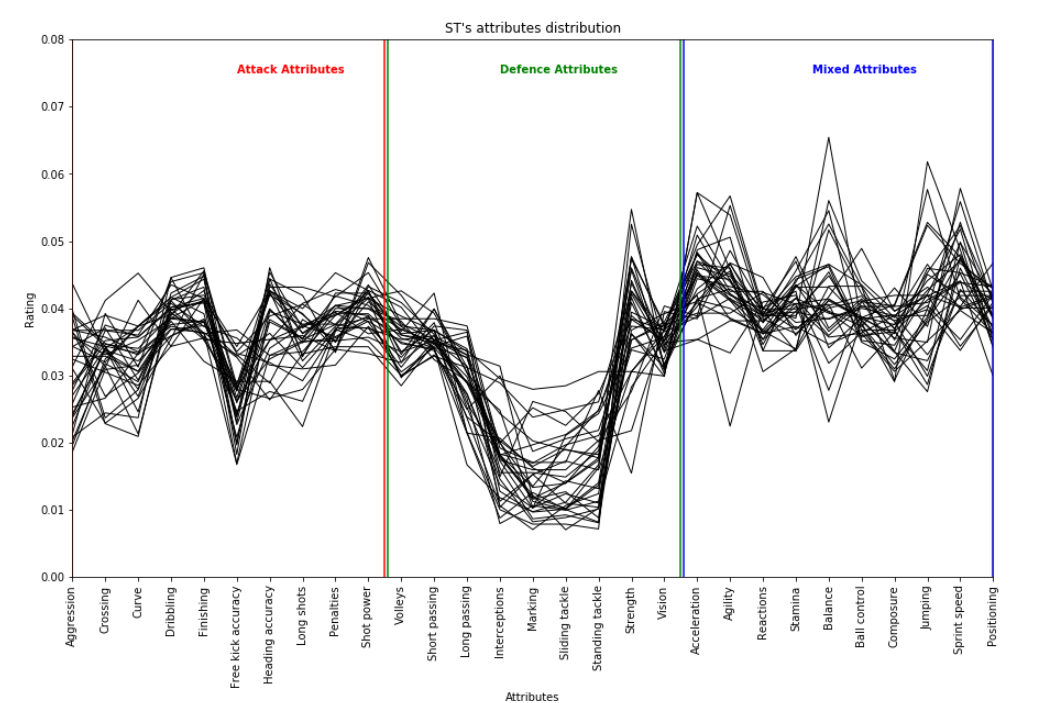 ST's attributes distribution
0.08
0.07
0.06
0.05
0.04
0.03
0.02
0.01
0.00
Rating
Attack Attributes
Defence Attributes
Mixed Attributes
Aggression
Crossing
Curve
Dribbling
Finishing
Free kick accuracy
Heading accuracy
Long shots
Penalties
Shot power
Volleys
Short passing
Long passing
Interceptions
Marking
Sliding tackle
Standing tackle
Strength
Vision
Acceleration
Agility
Reactions
Stamina
Balance
Ball control
Composure
Jumping
Sprint speed
Positioning
Attributes